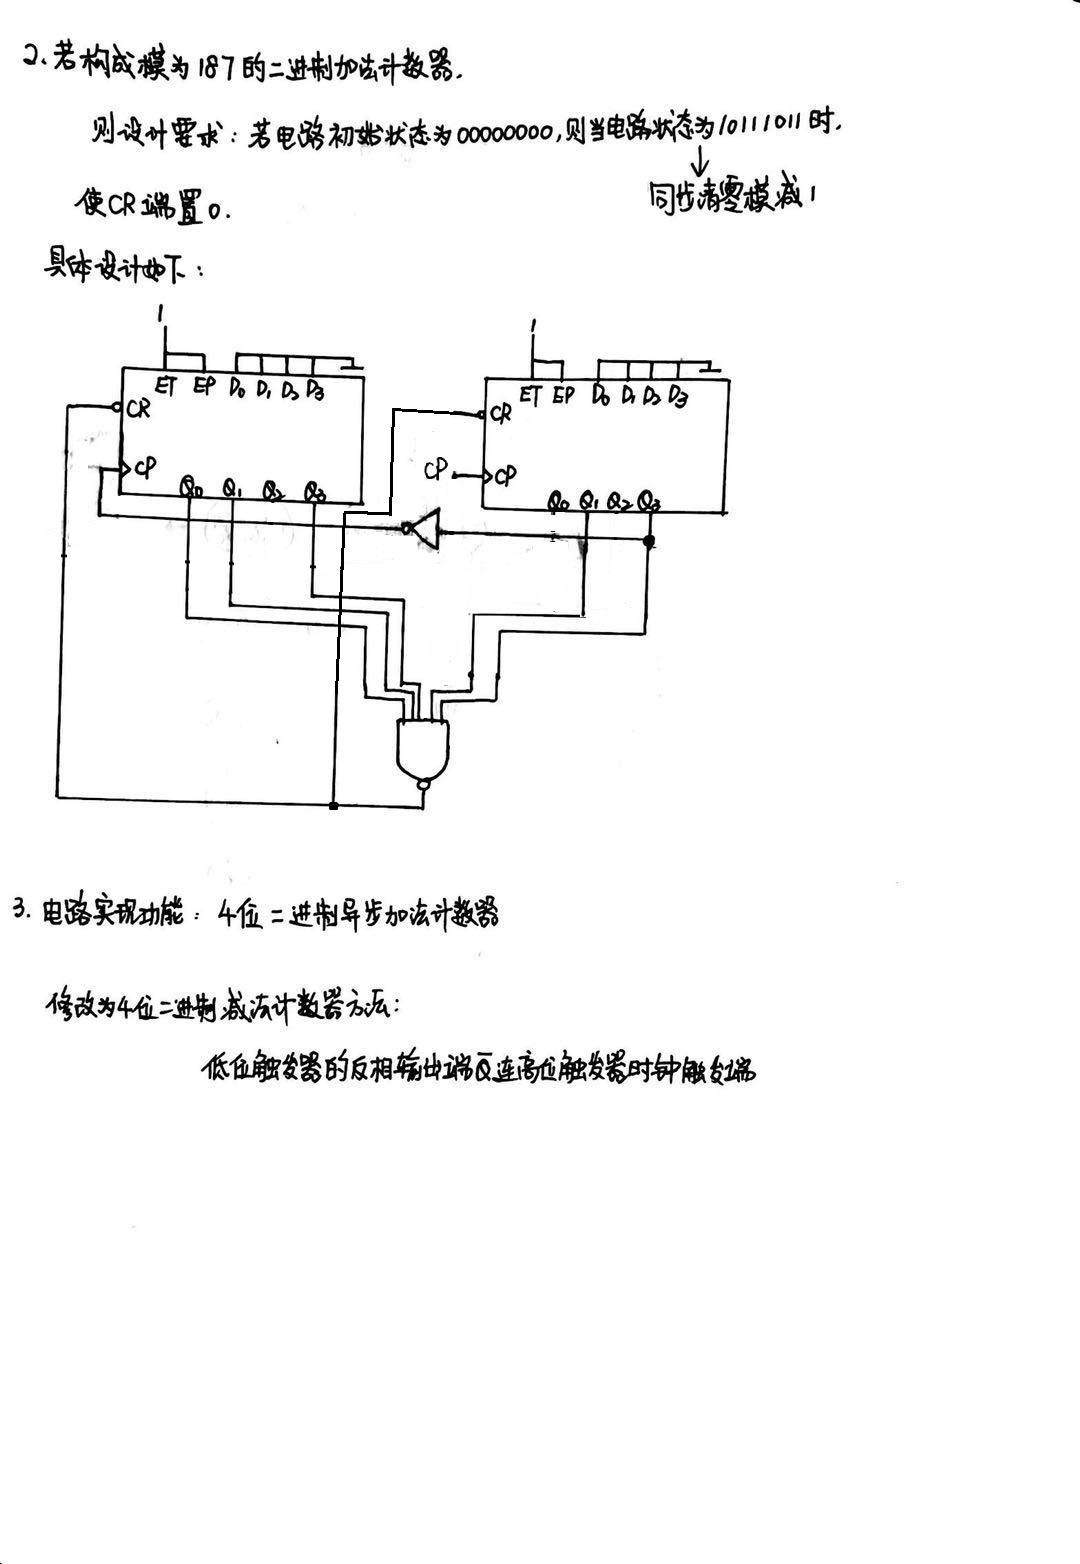 2、若构成模为187的二进制加法计数器.
则设计要求：若电路初始状态为00000000,则当电路状态为10111011时.
使CR端置0.
同步清零模减1
具体设计如下：
1
1
ET EP D0 D1 D2 D3
ET EP D0 D1 D2 D3
CR
CR
CP
CP CP
Q0 Q1 Q2 Q3
Q0 Q1 Q2 Q3
3. 电路实现功能：4位二进制异步加法计数器
修改为4位二进制减法计数器方法：
低位触发器的反相输出端Q̅连高位触发器时钟触发端